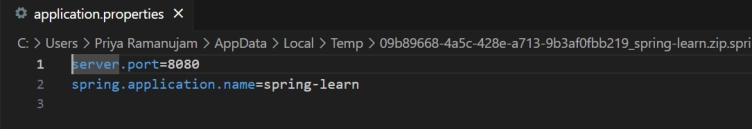 application.properties
C: > Users > Priya Ramanujam > AppData > Local > Temp > 09b89668-4a5c-428e-a713-9b3af0fbb219_spring-learn.zip.spri
1 server.port=8080
2 spring.application.name=spring-learn
3